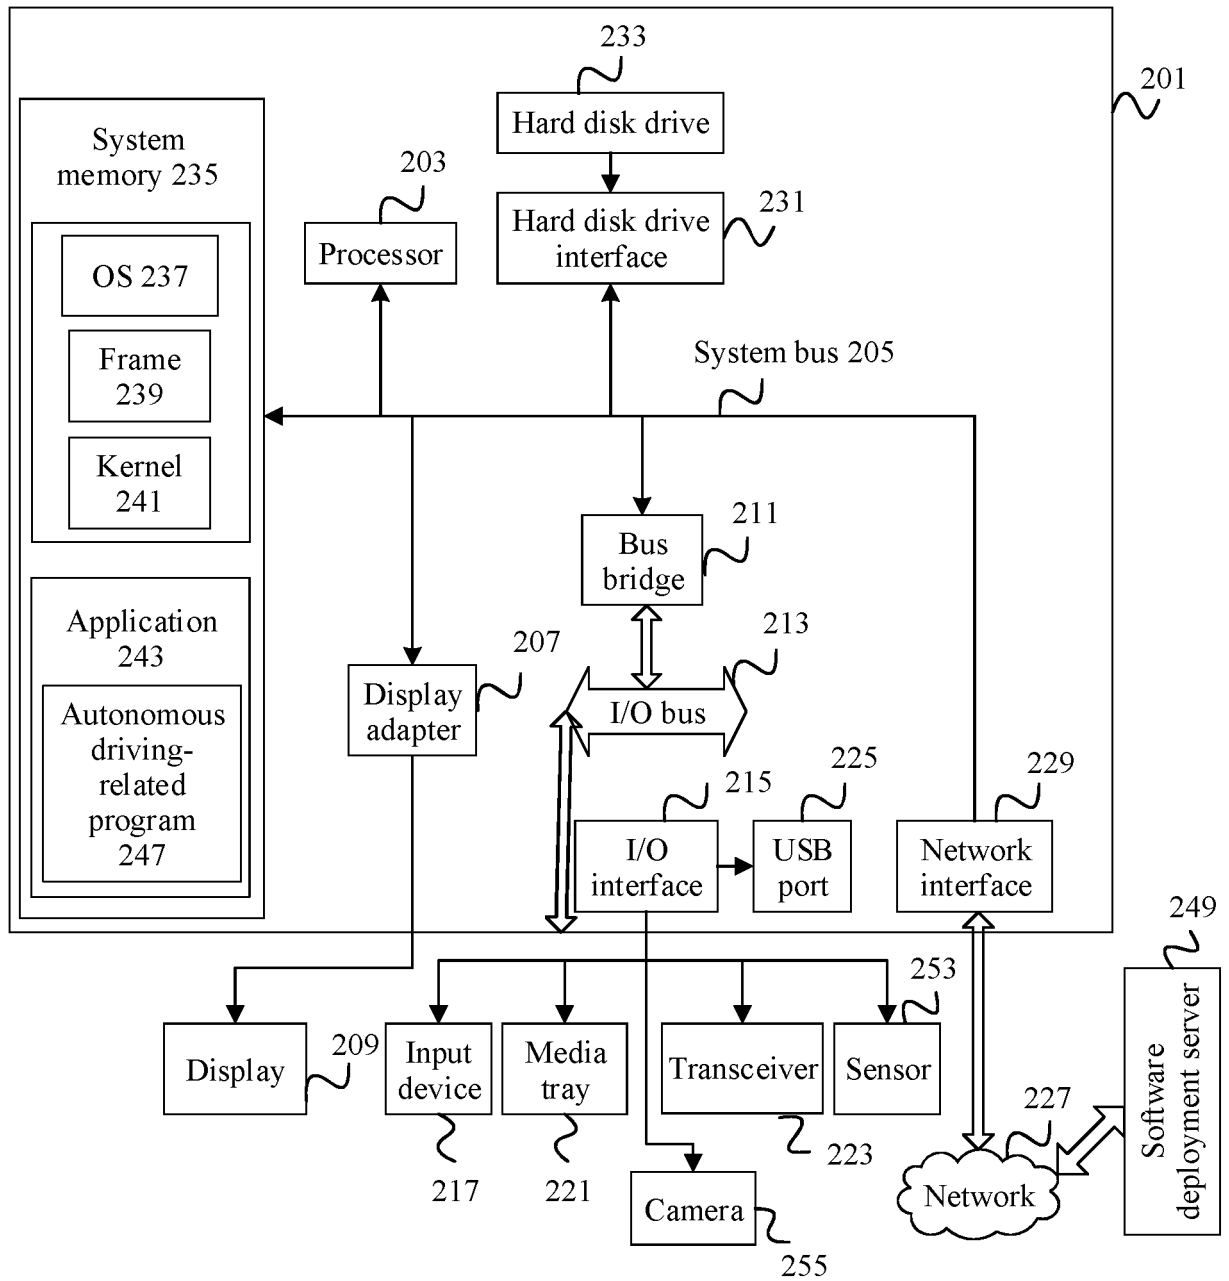 233
201
Hard disk drive
System
memory 235
203
231
Hard disk drive
interface
Processor
OS 237
Frame
239
System bus 205
Kernel
241
211
Bus
bridge
Application
243
207
213
Display
adapter
I/O bus
Autonomous
driving-
related
program
247
215
225
229
I/O
interface
USB
port
Network
interface
249
253
209
Display
Input
device
Media
tray
Transceiver
Sensor
Software
deployment server
227
217
221
223
Network
Camera
255